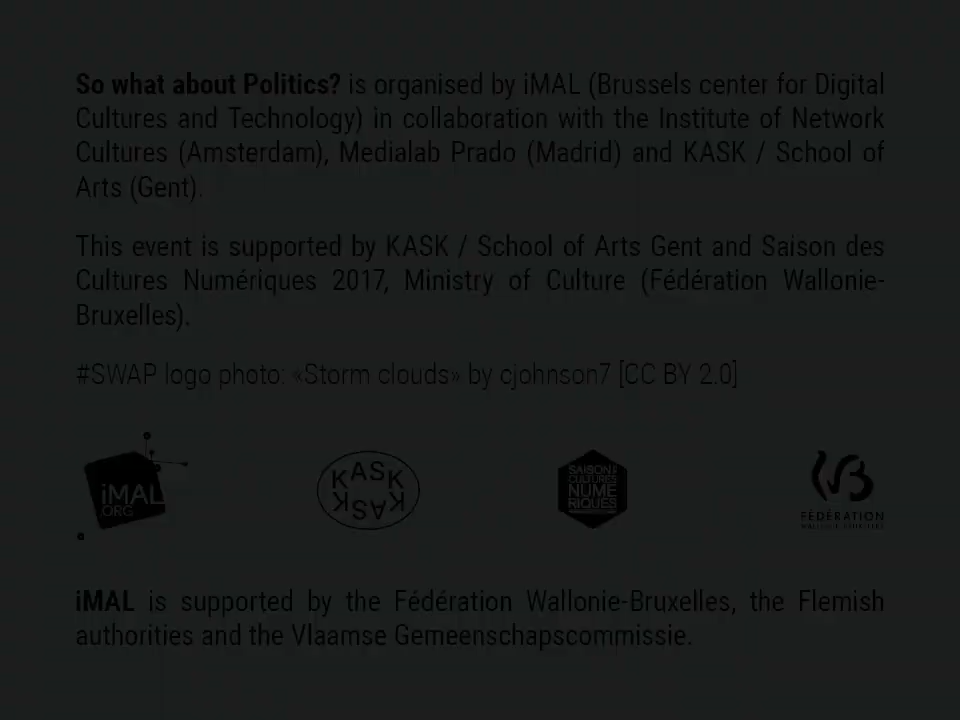 So what about Politics? is organised by iMAL (Brussels center for Digital
Cultures and Technology) in collaboration with the Institute of Network
Cultures (Amsterdam), Medialab Prado (Madrid) and KASK / School of
Arts (Gent).
This event is supported by KASK / School of Arts Gent and Saison des
Cultures Numériques 2017, Ministry of Culture (Fédération Wallonie-
Bruxelles).
#SWAP logo photo: «Storm clouds» by cjohnson7 [CC BY 2.0]
iMAL
.ORG
KASK
KASK
SAISON DES
CULTURES
NUMÉ
RIQUES
FÉDÉRATION
WALLONIE-BRUXELLES
iMAL is supported by the Fédération Wallonie-Bruxelles, the Flemish
authorities and the Vlaamse Gemeenschapscommissie.